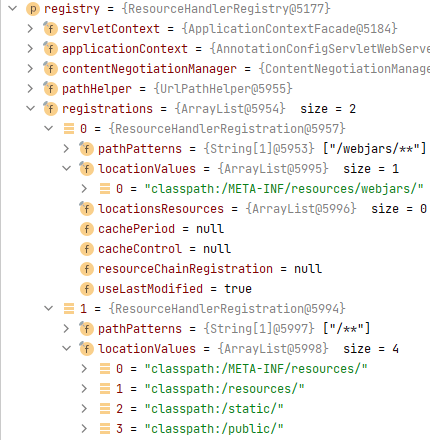 p registry = {ResourceHandlerRegistry@5177}
f servletContext = {ApplicationContextFacade@5184}
f applicationContext = {AnnotationConfigServletWebServe
f contentNegotiationManager = {ContentNegotiationManage
f pathHelper = {UrlPathHelper@5955}
f registrations = {ArrayList@5954} size = 2
0 = {ResourceHandlerRegistration@5957}
f pathPatterns = {String[1]@5953} ["/webjars/**"]
f locationValues = {ArrayList@5995} size = 1
0 = "classpath:/META-INF/resources/webjars/"
f locationsResources = {ArrayList@5996} size = 0
f cachePeriod = null
f cacheControl = null
f resourceChainRegistration = null
f useLastModified = true
1 = {ResourceHandlerRegistration@5994}
f pathPatterns = {String[1]@5997} ["/**"]
f locationValues = {ArrayList@5998} size = 4
0 = "classpath:/META-INF/resources/"
1 = "classpath:/resources/"
2 = "classpath:/static/"
3 = "classpath:/public/"